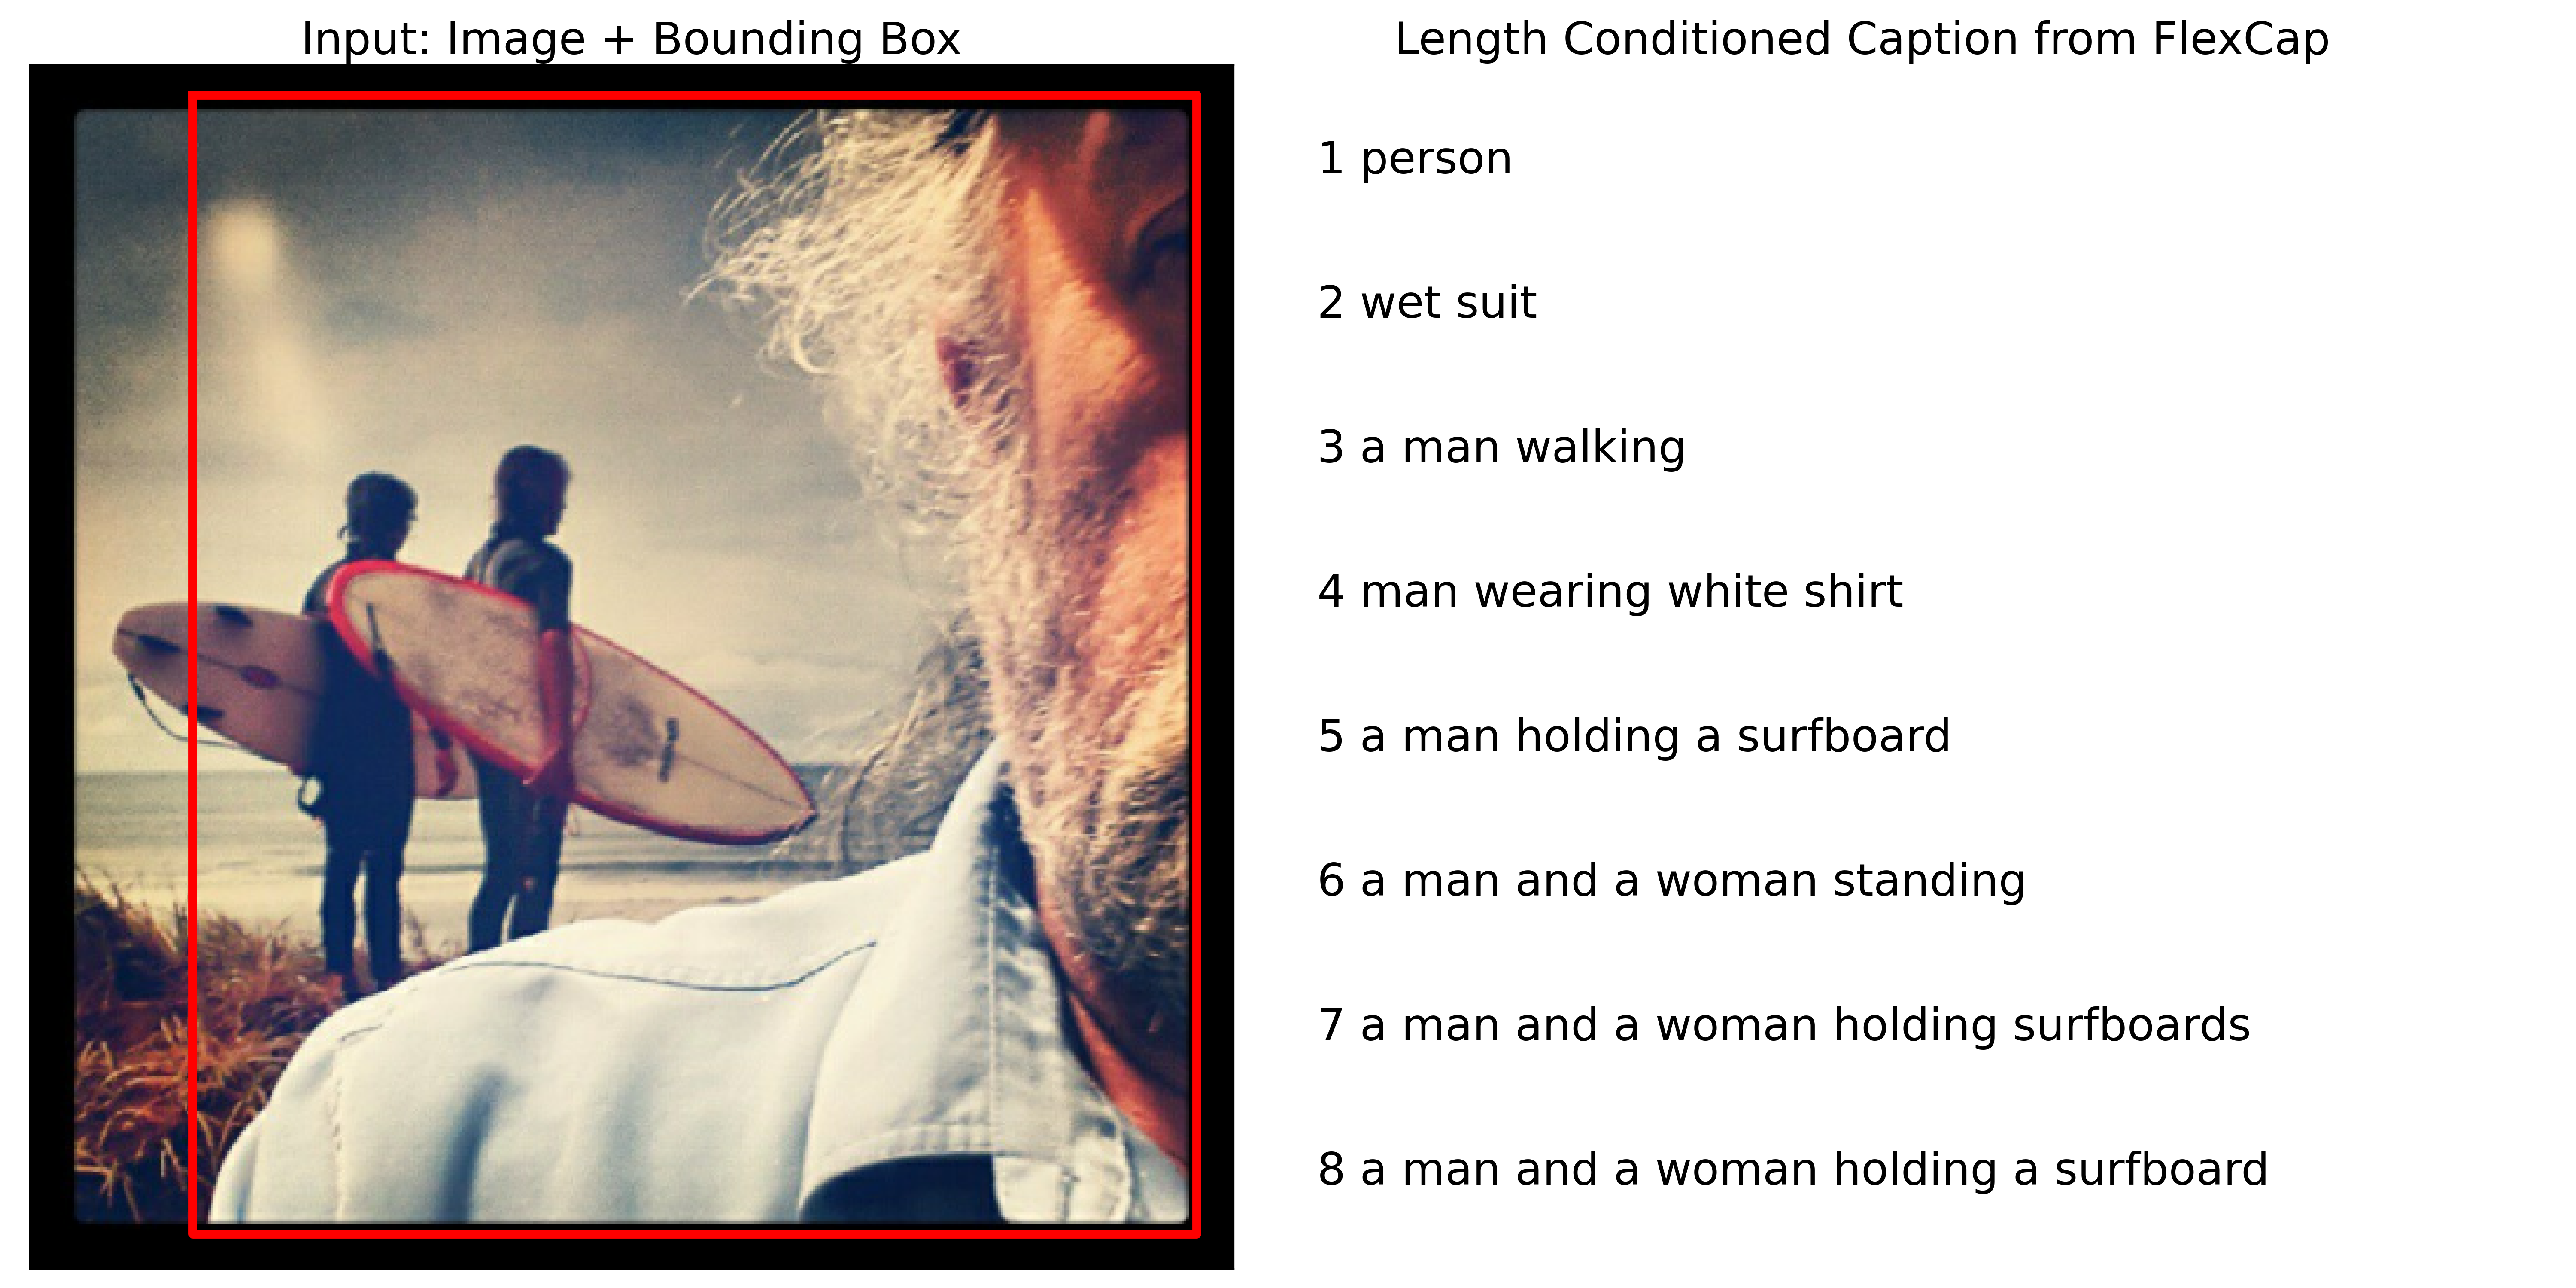 Input: Image + Bounding Box
Length Conditioned Caption from FlexCap
1 person
2 wet suit
3 a man walking
4 man wearing white shirt
5 a man holding a surfboard
6 a man and a woman standing
7 a man and a woman holding surfboards
8 a man and a woman holding a surfboard